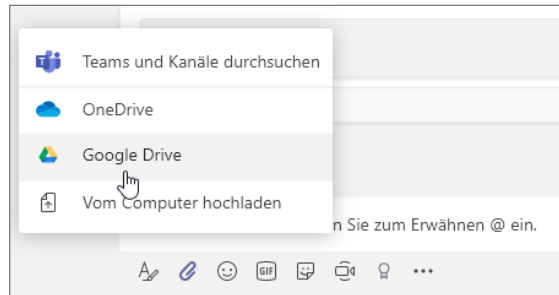 Teams und Kanäle durchsuchen
OneDrive
Google Drive
Vom Computer hochladen
n Sie zum Erwähnen @ ein.
GIF